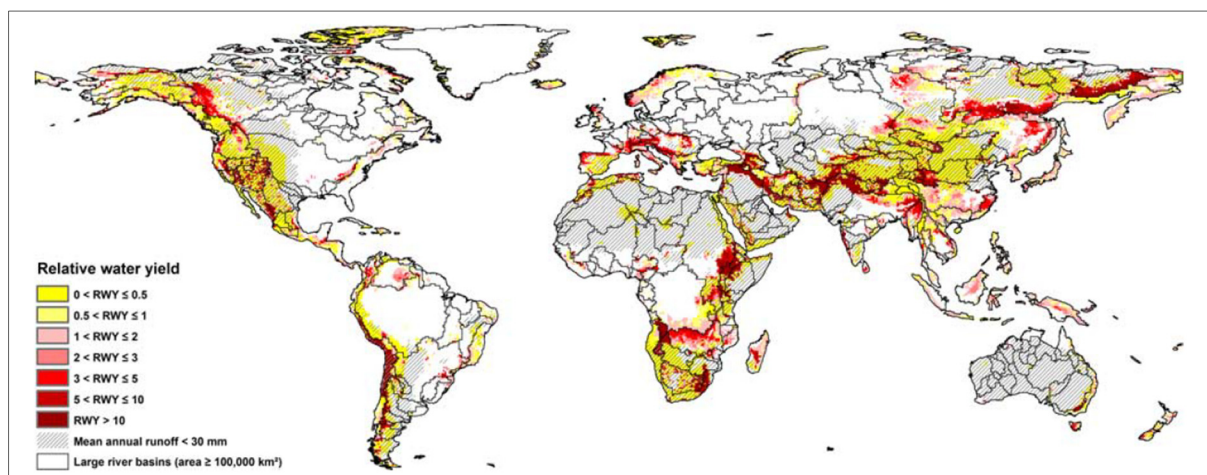 Relative water yield
0 < RWY ≤ 0.5
0.5 < RWY ≤ 1
1 < RWY ≤ 2
2 < RWY ≤ 3
3 < RWY ≤ 5
5 < RWY ≤ 10
RWY > 10
Mean annual runoff < 30 mm
Large river basins (area ≥ 100,000 km²)